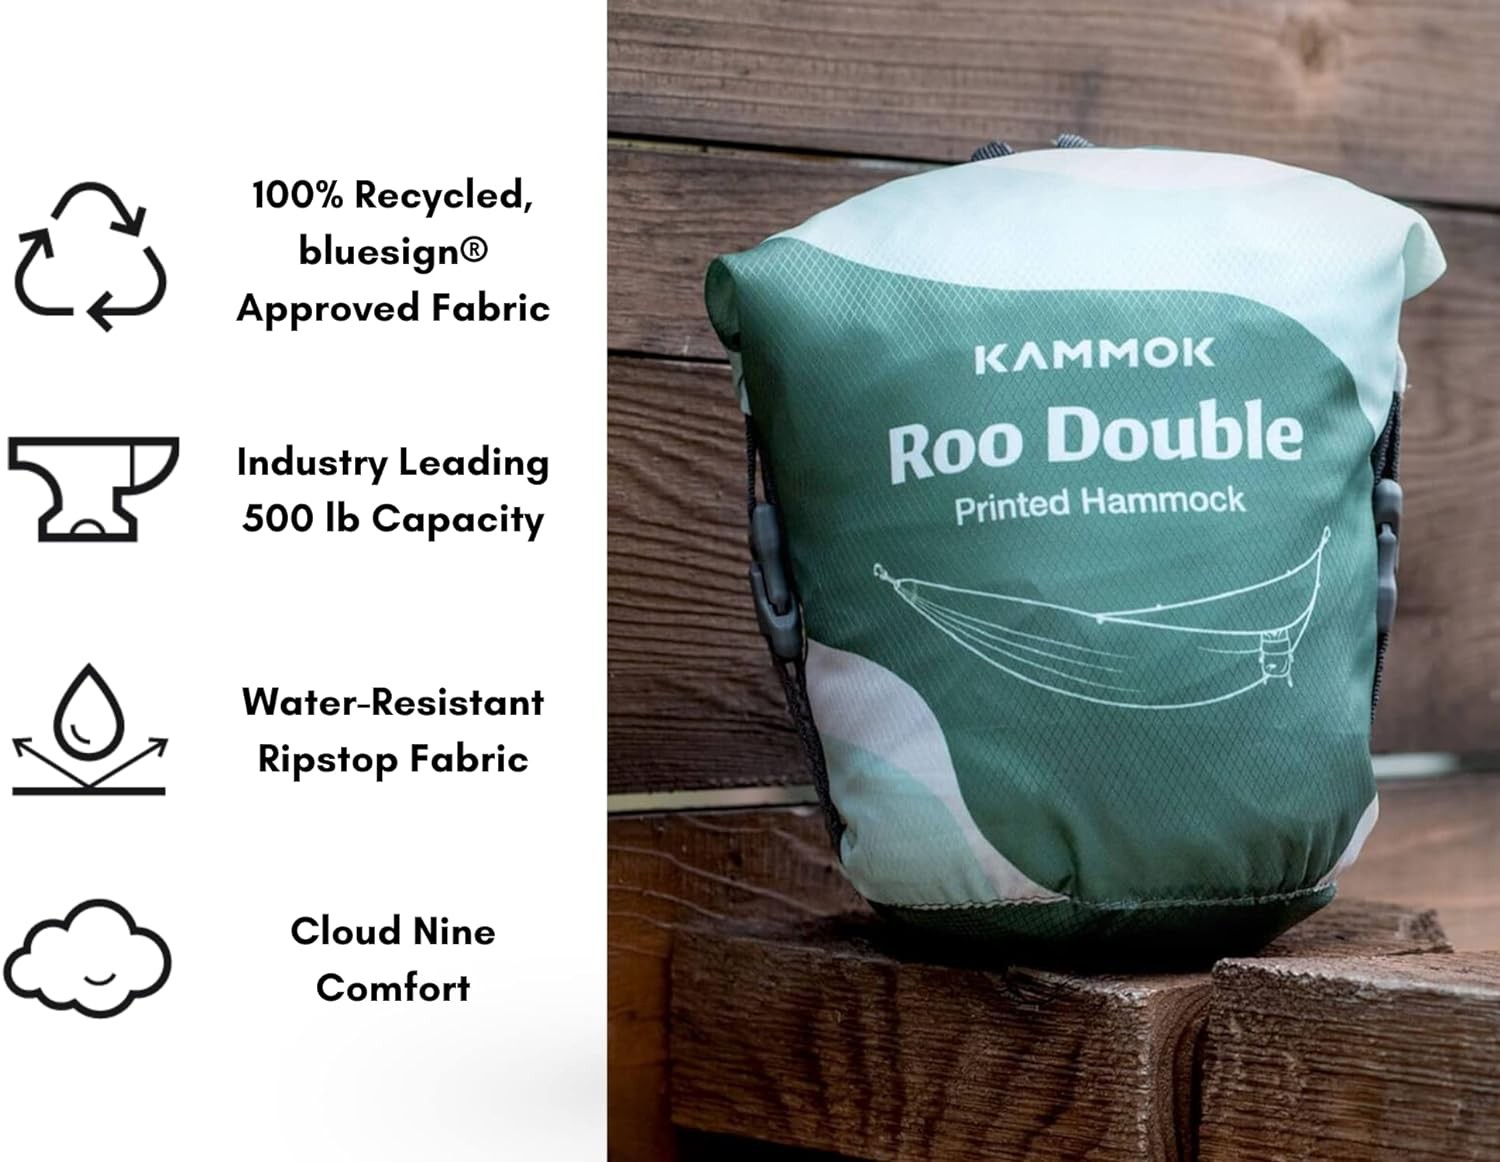 100% Recycled,
bluesign®
Approved Fabric
Industry Leading
500 lb Capacity
Water-Resistant
Ripstop Fabric
Cloud Nine
Comfort
KAMMOK
Roo Double
Printed Hammock